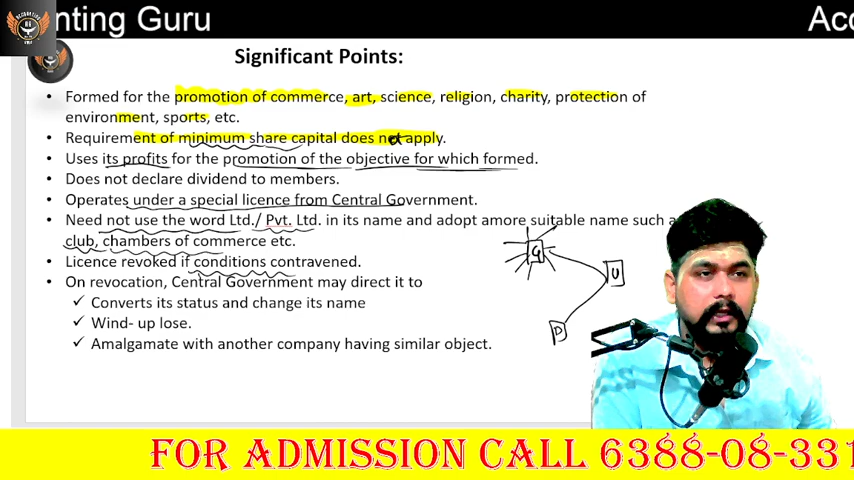 nting Guru
Acc
Significant Points:
• Formed for the promotion of commerce, art, science, religion, charity, protection of
environment, sports, etc.
• Requirement of minimum share capital does not apply.
• Uses its profits for the promotion of the objective for which formed.
• Does not declare dividend to members.
• Operates under a special licence from Central Government.
• Need not use the word Ltd./ Pvt. Ltd. in its name and adopt amore suitable name such a
club, chambers of commerce etc.
• Licence revoked if conditions contravened.
• On revocation, Central Government may direct it to
✓ Converts its status and change its name
✓ Wind- up lose.
✓ Amalgamate with another company having similar object.
G
U
D
FOR ADMISSION CALL 6388-08-331